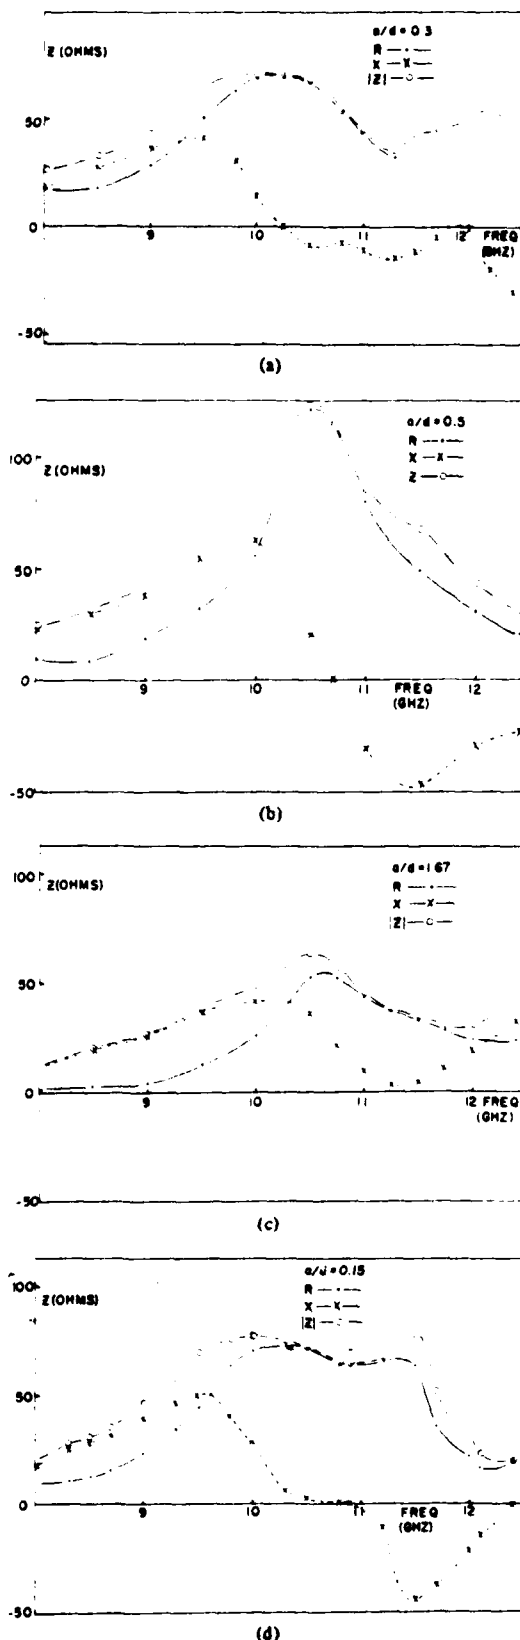 a/d = 0.3
Z (OHMS)
R
X
|Z|
50
0
9
10
11
12
FREQ
(GHZ)
-50
(a)
a/d = 0.5
100
Z (OHMS)
R
X
Z
50
0
9
10
11
FREQ
(GHZ)
12
-50
(b)
a/d = 1.67
100
Z (OHMS)
R
X
|Z|
50
0
9
10
11
12
FREQ
(GHZ)
-50
(c)
a/d = 0.15
100
Z (OHMS)
R
X
|Z|
50
0
9
10
11
FREQ
(GHZ)
12
-50
(d)